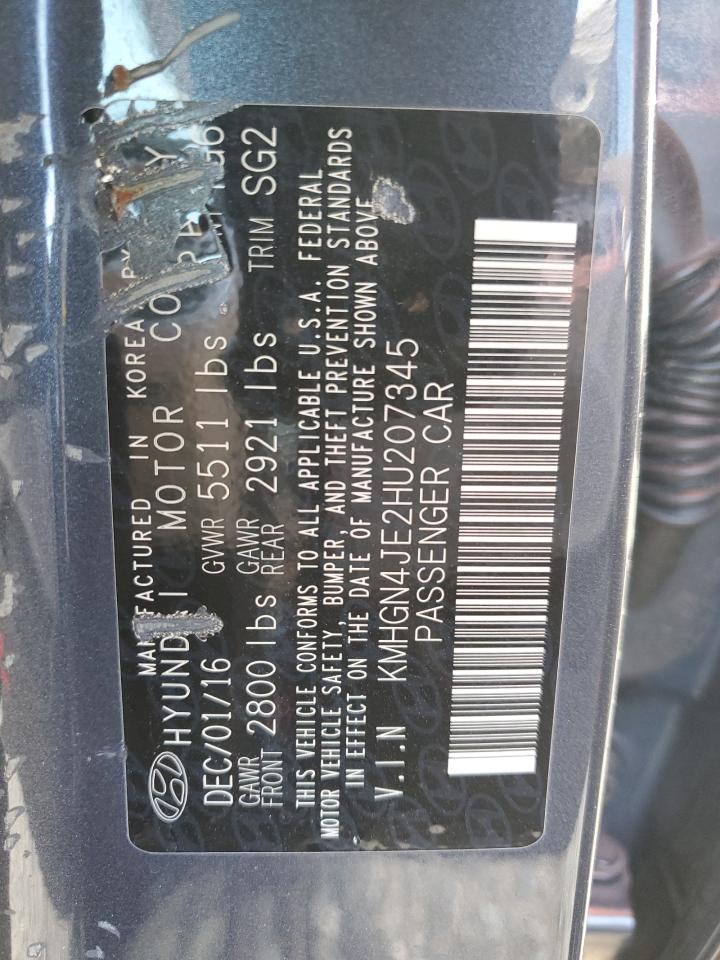 MANUFACTURED IN KOREA BY
HYUNDAI MOTOR COMPANY
DEC/01/16 GVWR 5511 lbs.
GAWR FRONT 2800 lbs GAWR REAR 2921 lbs TRIM SG2
THIS VEHICLE CONFORMS TO ALL APPLICABLE U.S.A. FEDERAL
MOTOR VEHICLE SAFETY, BUMPER, AND THEFT PREVENTION STANDARDS
IN EFFECT ON THE DATE OF MANUFACTURE SHOWN ABOVE
V.I.N KMHGN4JE2HU207345
PASSENGER CAR